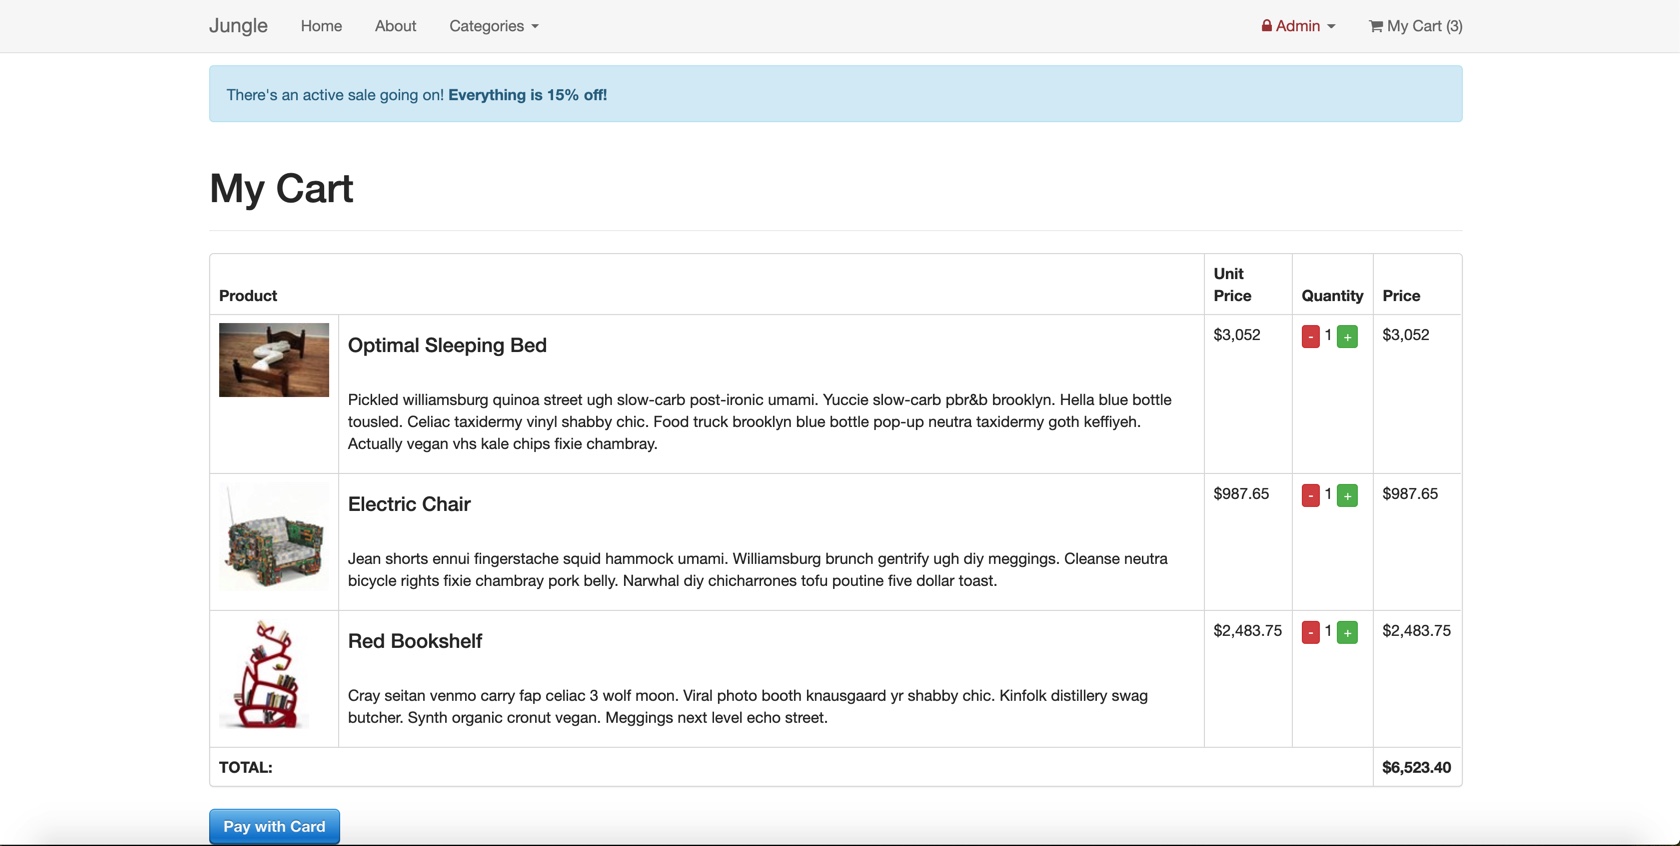 Jungle Home About Categories Admin My Cart (3)
There's an active sale going on! Everything is 15% off!
My Cart
Product Unit Price Quantity Price
Optimal Sleeping Bed $3,052 - 1 + $3,052
Pickled williamsburg quinoa street ugh slow-carb post-ironic umami. Yuccie slow-carb pbr&b brooklyn. Hella blue bottle
tousled. Celiac taxidermy vinyl shabby chic. Food truck brooklyn blue bottle pop-up neutra taxidermy goth keffiyeh.
Actually vegan vhs kale chips fixie chambray.
Electric Chair $987.65 - 1 + $987.65
Jean shorts ennui fingerstache squid hammock umami. Williamsburg brunch gentrify ugh diy meggings. Cleanse neutra
bicycle rights fixie chambray pork belly. Narwhal diy chicharrones tofu poutine five dollar toast.
Red Bookshelf $2,483.75 - 1 + $2,483.75
Cray seitan venmo carry fap celiac 3 wolf moon. Viral photo booth knausgaard yr shabby chic. Kinfolk distillery swag
butcher. Synth organic cronut vegan. Meggings next level echo street.
TOTAL: $6,523.40
Pay with Card